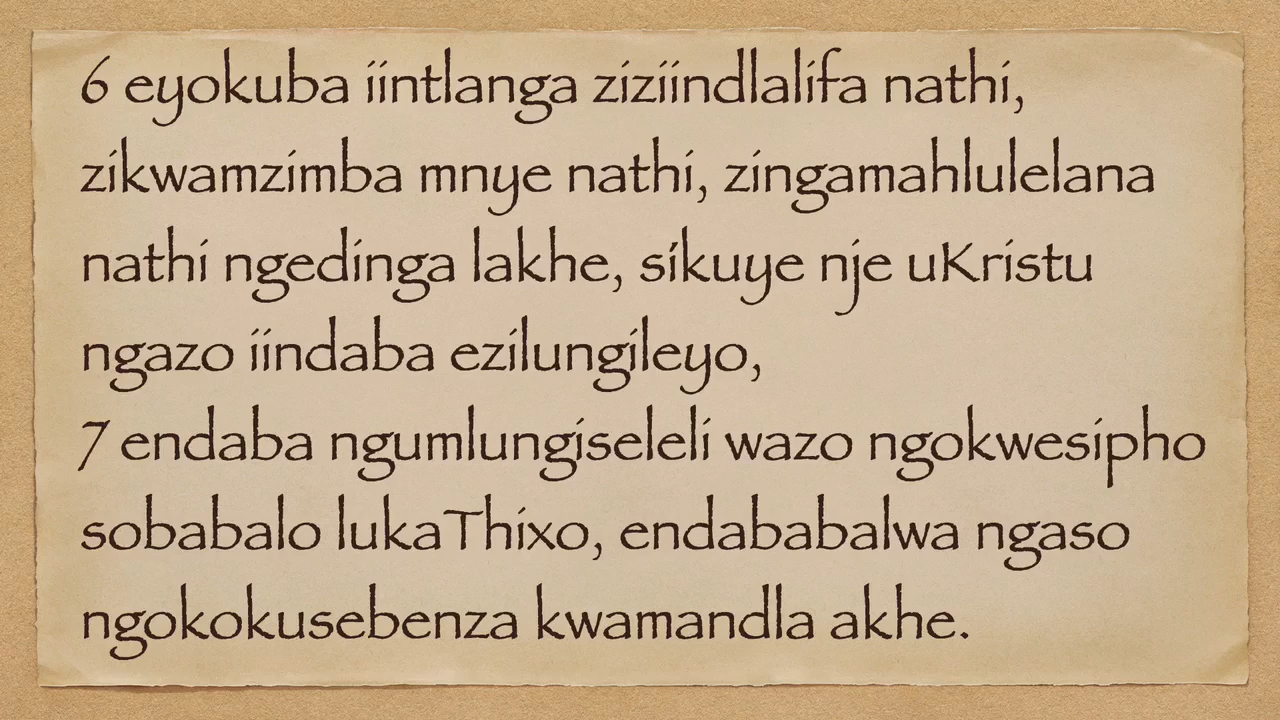 6 eyokuba iintlanga ziziindlalifa nathi,
zikwamzimba mnye nathi, zingamahlulelana
nathi ngedinga lakhe, síkuye nje uKristu
ngazo iindaba ezilungileyo,
7 endaba ngumlungiseleli wazo ngokwesipho
sobabalo lukaThixo, endababalwa ngaso
ngokokusebenza kwamandla akhe.